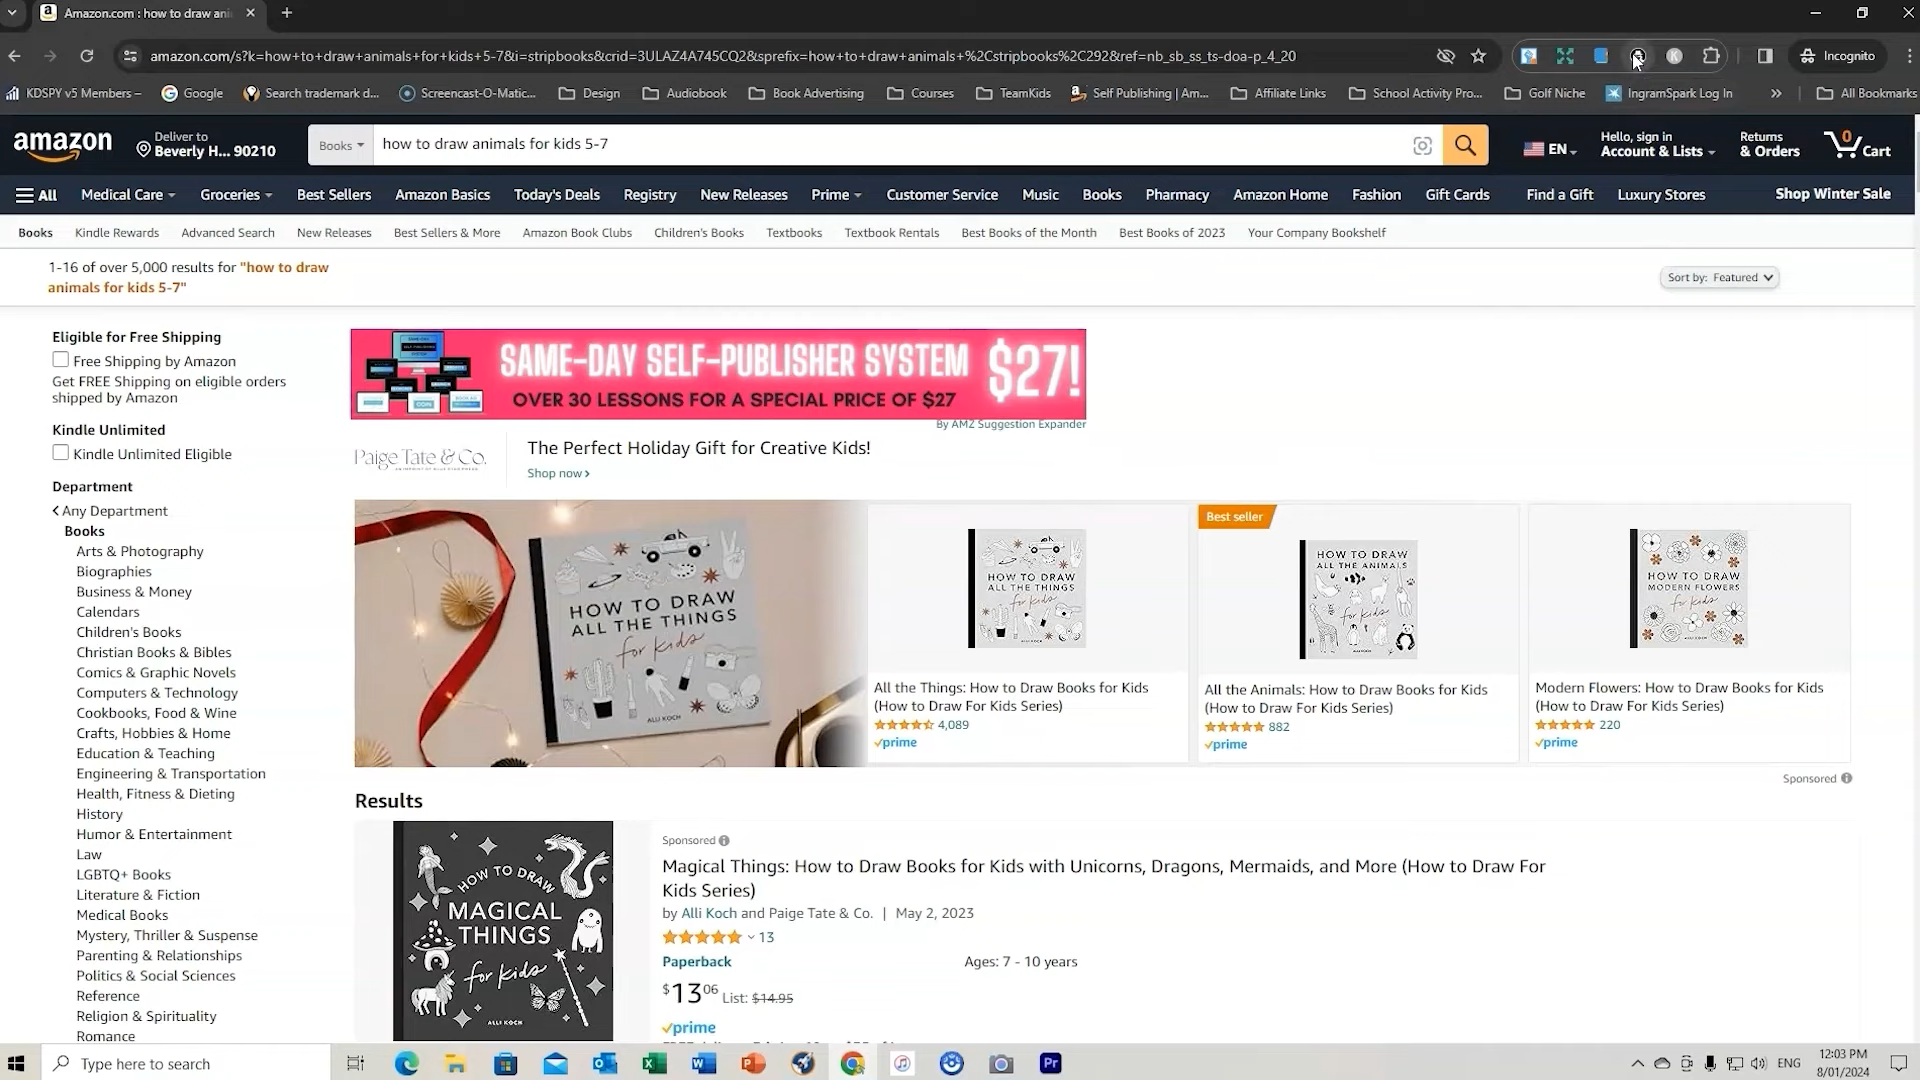 Amazon.com : how to draw ani
amazon.com/s?k=how+to+draw+animals+for+kids+5-7&i=stripbooks&crid=3ULAZ4A745CQ2&sprefix=how+to+draw+animals+%2Cstripbooks%2C292&ref=nb_sb_ss_ts-doa-p_4_20
Incognito
KDSPY v5 Members –
Google
Search trademark d...
Screencast-O-Matic...
Design
Audiobook
Book Advertising
Courses
TeamKids
Self Publishing | Am...
Affiliate Links
School Activity Pro...
Golf Niche
IngramSpark Log In
»
All Bookmarks
amazon
Deliver to
Beverly H... 90210
Books
how to draw animals for kids 5-7
EN
Hello, sign in
Account & Lists
Returns
& Orders
0
Cart
All
Medical Care
Groceries
Best Sellers
Amazon Basics
Today's Deals
Registry
New Releases
Prime
Customer Service
Music
Books
Pharmacy
Amazon Home
Fashion
Gift Cards
Find a Gift
Luxury Stores
Shop Winter Sale
Books
Kindle Rewards
Advanced Search
New Releases
Best Sellers & More
Amazon Book Clubs
Children's Books
Textbooks
Textbook Rentals
Best Books of the Month
Best Books of 2023
Your Company Bookshelf
1-16 of over 5,000 results for "how to draw
animals for kids 5-7"
Sort by: Featured
Eligible for Free Shipping
Free Shipping by Amazon
Get FREE Shipping on eligible orders
shipped by Amazon
Kindle Unlimited
Kindle Unlimited Eligible
Department
Any Department
Books
Arts & Photography
Biographies
Business & Money
Calendars
Children's Books
Christian Books & Bibles
Comics & Graphic Novels
Computers & Technology
Cookbooks, Food & Wine
Crafts, Hobbies & Home
Education & Teaching
Engineering & Transportation
Health, Fitness & Dieting
History
Humor & Entertainment
Law
LGBTQ+ Books
Literature & Fiction
Medical Books
Mystery, Thriller & Suspense
Parenting & Relationships
Politics & Social Sciences
Reference
Religion & Spirituality
Romance
SAME-DAY SELF-PUBLISHER SYSTEM
OVER 30 LESSONS FOR A SPECIAL PRICE OF $27
$27!
By AMZ Suggestion Expander
Paige Tate & Co.
The Perfect Holiday Gift for Creative Kids!
Shop now ›
HOW TO DRAW
ALL THE THINGS
for kids
ALLI KOCH
HOW TO DRAW
ALL THE THINGS
for kids
All the Things: How to Draw Books for Kids
(How to Draw For Kids Series)
4,089
prime
Best seller
HOW TO DRAW
ALL THE ANIMALS
for kids
All the Animals: How to Draw Books for Kids
(How to Draw For Kids Series)
882
prime
HOW TO DRAW
MODERN FLOWERS
for kids
Modern Flowers: How to Draw Books for Kids
(How to Draw For Kids Series)
220
prime
Sponsored
Results
HOW TO DRAW
MAGICAL
THINGS
for kids
ALLI KOCH
Sponsored
Magical Things: How to Draw Books for Kids with Unicorns, Dragons, Mermaids, and More (How to Draw For
Kids Series)
by Alli Koch and Paige Tate & Co. | May 2, 2023
13
Paperback
Ages: 7 - 10 years
$13 06 List: $14.95
prime
Type here to search
ENG
12:03 PM
8/01/2024